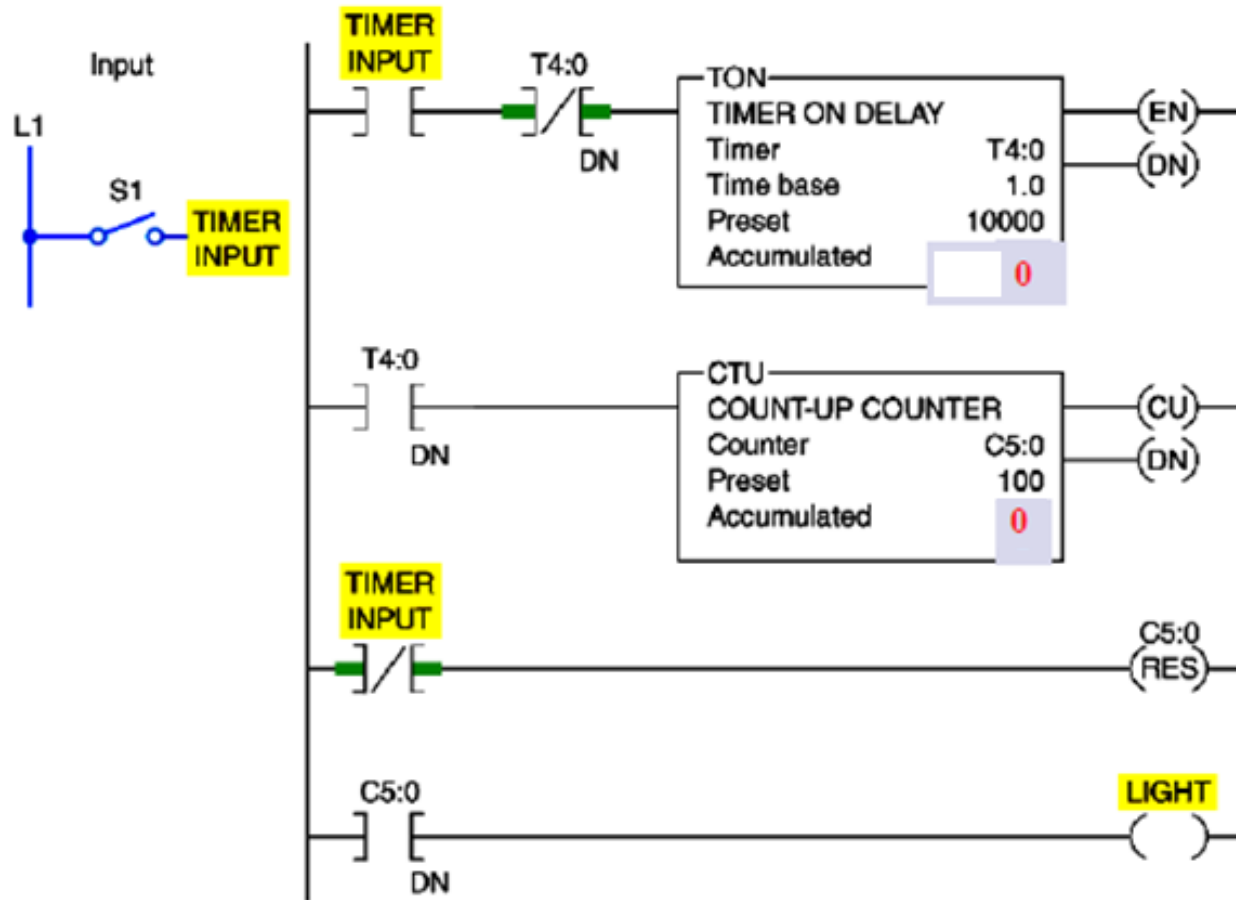 Input
L1
S1
TIMER
INPUT
TIMER
INPUT
T4:0
DN
TON
TIMER ON DELAY
Timer T4:0
Time base 1.0
Preset 10000
Accumulated 0
EN
DN
T4:0
DN
CTU
COUNT-UP COUNTER
Counter C5:0
Preset 100
Accumulated 0
CU
DN
TIMER
INPUT
C5:0
RES
C5:0
DN
LIGHT